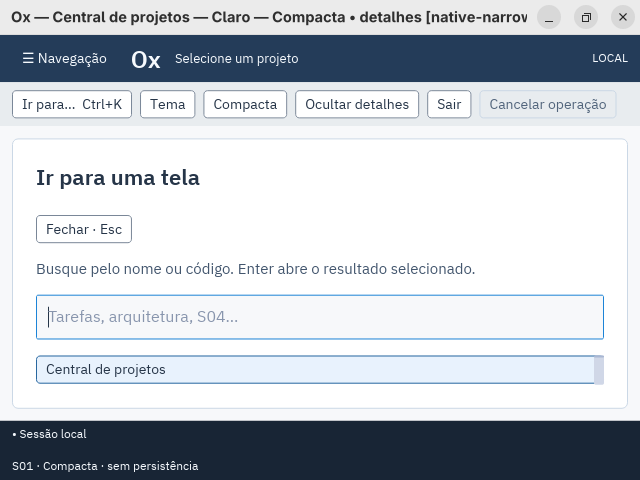 Ox — Central de projetos — Claro — Compacta • detalhes [native-narrow
☰ Navegação Ox Selecione um projeto LOCAL
Ir para... Ctrl+K Tema Compacta Ocultar detalhes Sair Cancelar operação
Ir para uma tela
Fechar · Esc
Busque pelo nome ou código. Enter abre o resultado selecionado.
Tarefas, arquitetura, S04...
Central de projetos
• Sessão local
S01 · Compacta · sem persistência